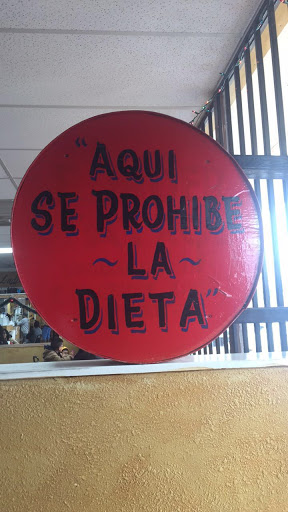 "AQUI
SE PROHIBE
~ LA ~
DIETA"